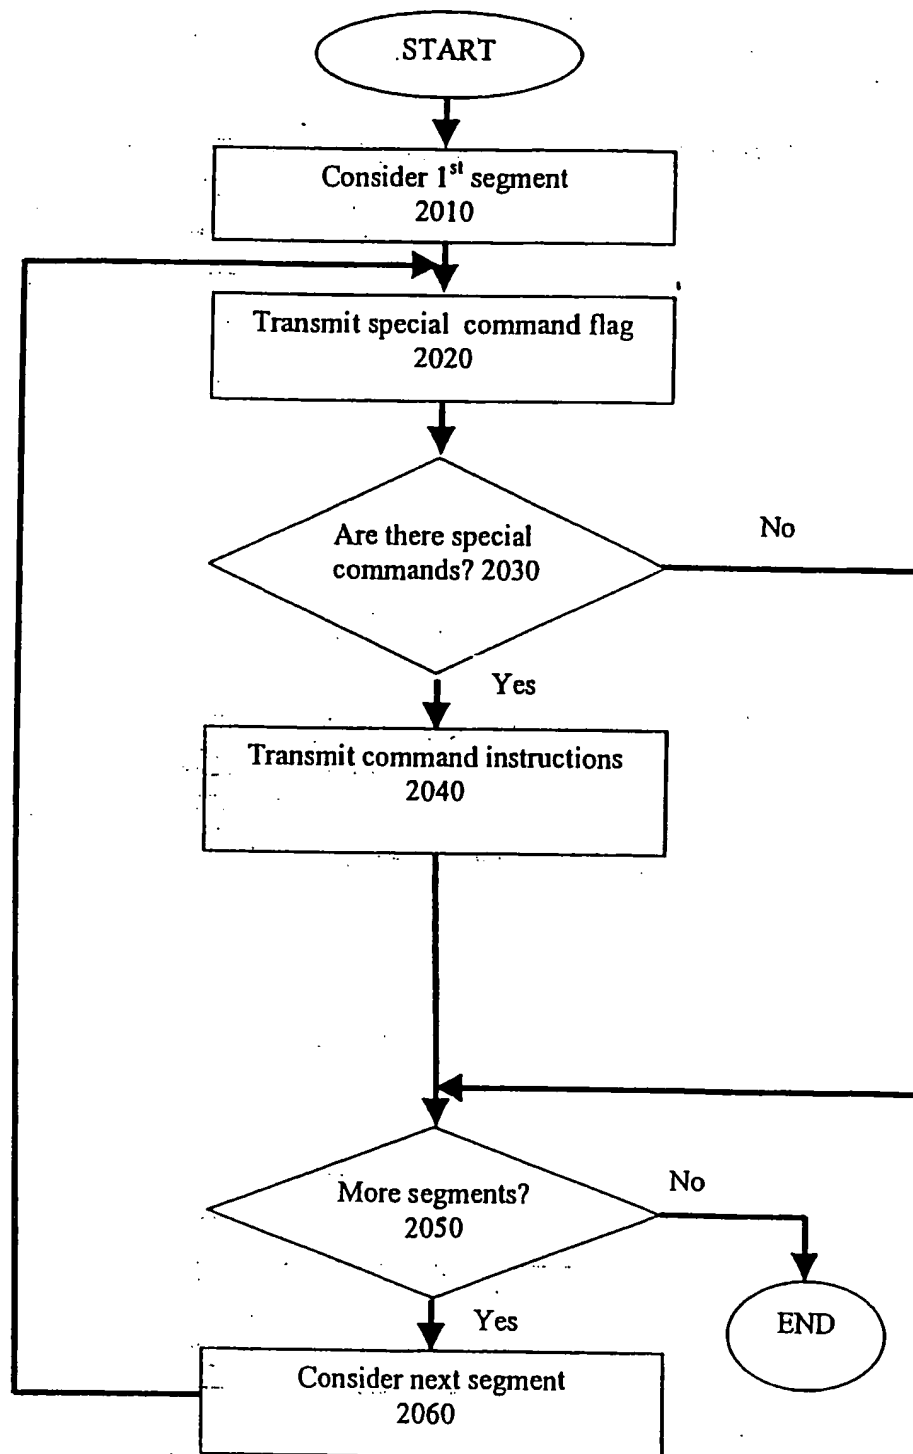 START
Consider 1st segment
2010
Transmit special command flag
2020
Are there special
commands? 2030
No
Yes
Transmit command instructions
2040
More segments?
2050
No
Yes
END
Consider next segment
2060